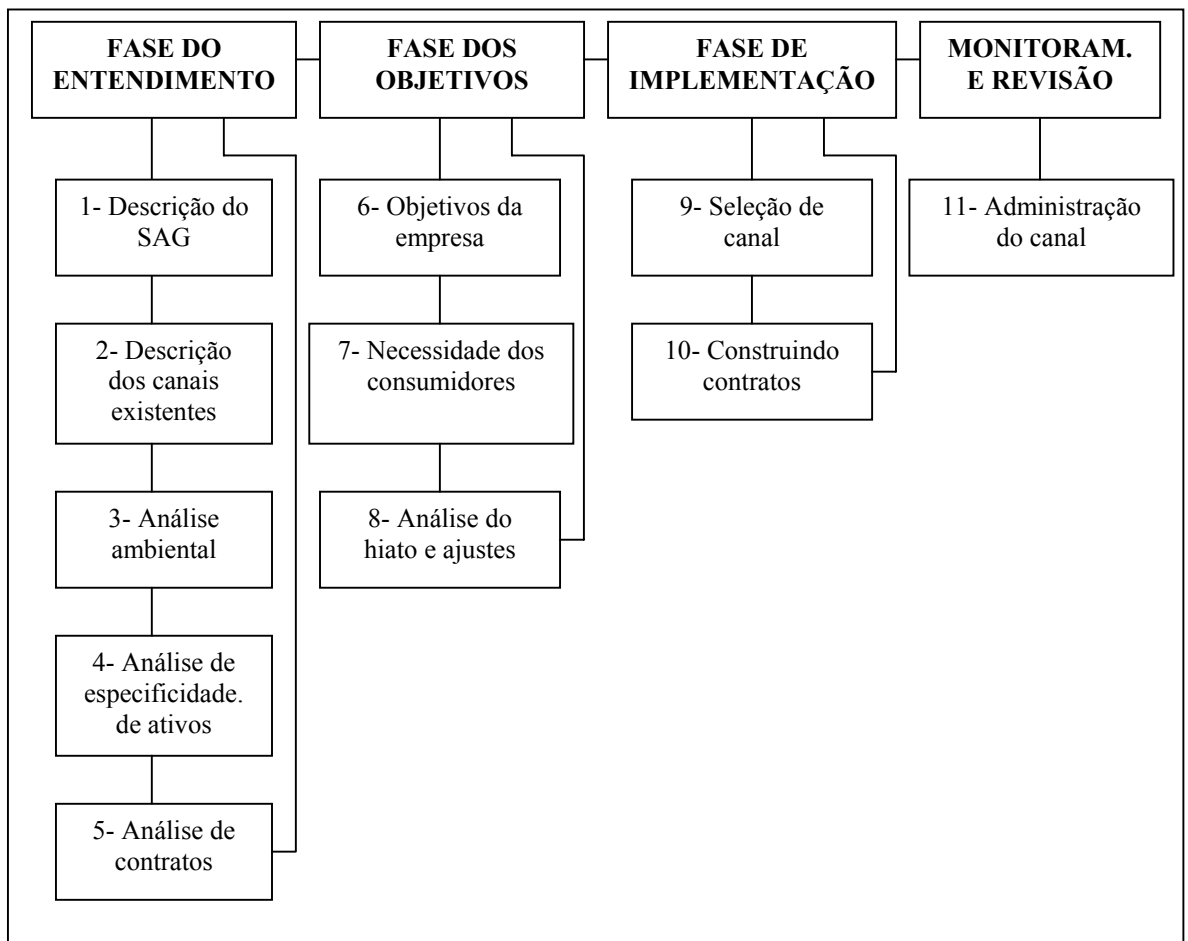 FASE DO
ENTENDIMENTO
FASE DOS
OBJETIVOS
FASE DE
IMPLEMENTAÇÃO
MONITORAM.
E REVISÃO
1- Descrição do
SAG
2- Descrição
dos canais
existentes
3- Análise
ambiental
4- Análise de
especificidade.
de ativos
5- Análise de
contratos
6- Objetivos da
empresa
7- Necessidade dos
consumidores
8- Análise do
hiato e ajustes
9- Seleção de
canal
10- Construindo
contratos
11- Administração
do canal